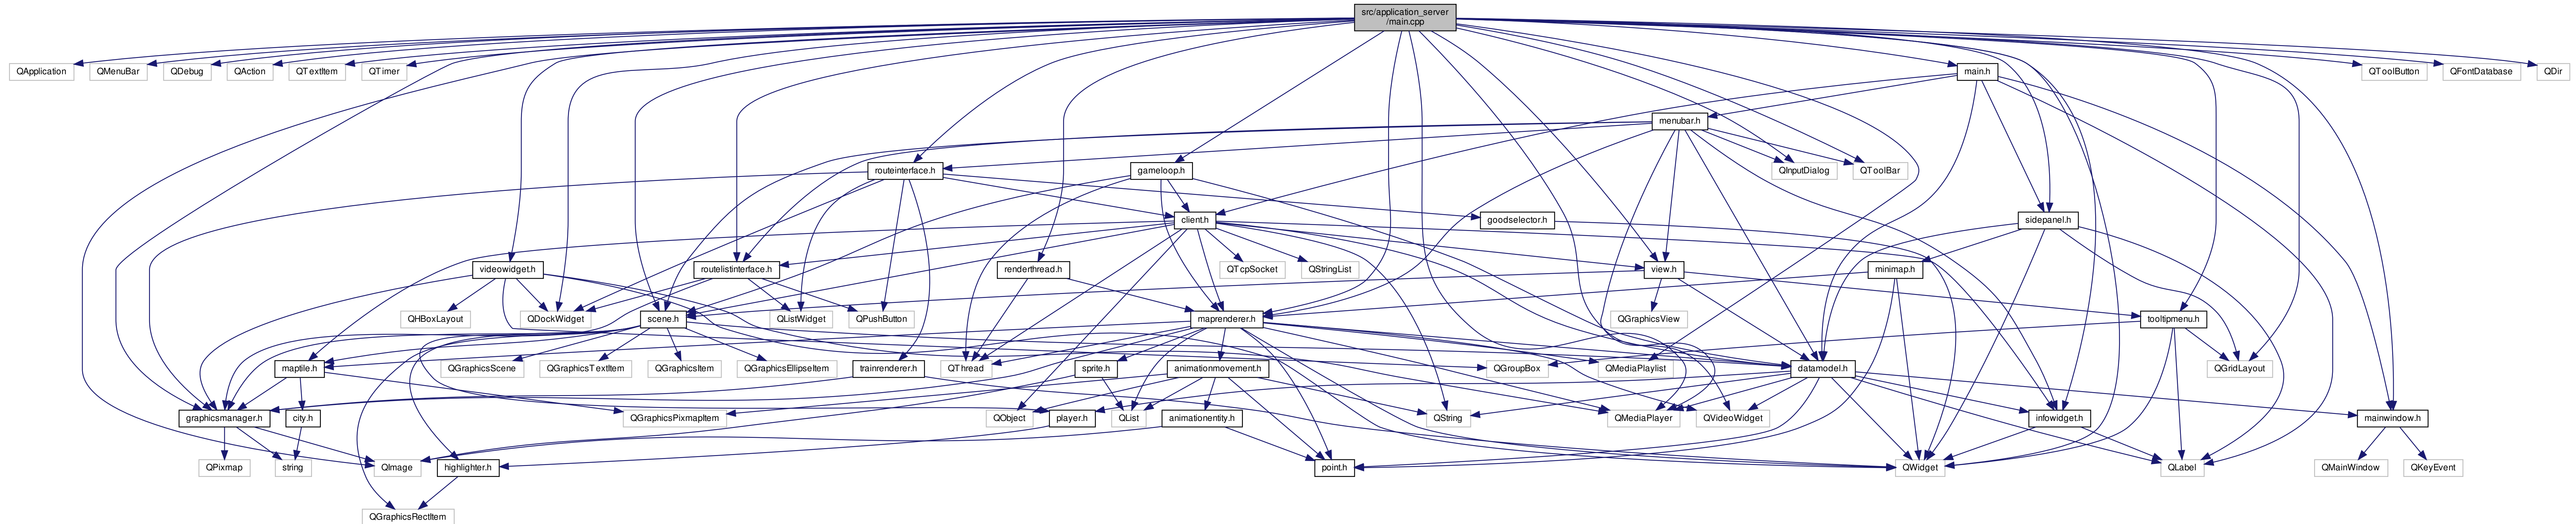 src/application_server
/main.cpp
QApplication
QMenuBar
QDebug
QAction
QTextItem
QTimer
main.h
QToolButton
QFontDatabase
QDir
menubar.h
routeinterface.h
gameloop.h
QInputDialog
QToolBar
client.h
goodselector.h
sidepanel.h
videowidget.h
routelistinterface.h
renderthread.h
QTcpSocket
QStringList
view.h
minimap.h
QHBoxLayout
QDockWidget
scene.h
QListWidget
QPushButton
maprenderer.h
QGraphicsView
tooltipmenu.h
maptile.h
QGraphicsScene
QGraphicsTextItem
QGraphicsItem
QGraphicsEllipseItem
trainrenderer.h
QThread
sprite.h
animationmovement.h
QGroupBox
QMediaPlaylist
datamodel.h
QGridLayout
graphicsmanager.h
city.h
QGraphicsPixmapItem
QObject
player.h
QList
animationentity.h
QString
QMediaPlayer
QVideoWidget
infowidget.h
mainwindow.h
QPixmap
string
QImage
highlighter.h
point.h
QWidget
QLabel
QMainWindow
QKeyEvent
QGraphicsRectItem